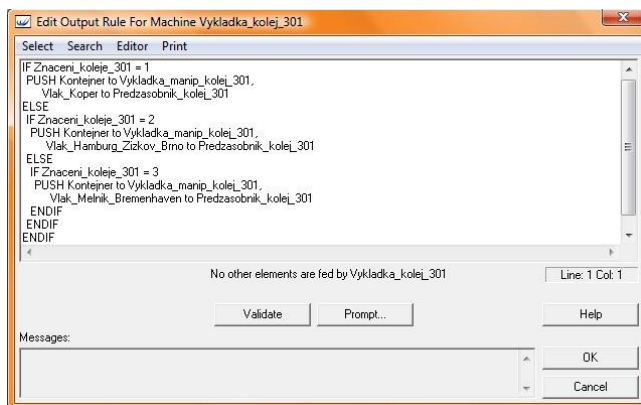 Edit Output Rule For Machine Vykladka_kolej_301
Select Search Editor Print
IF Znaceni_koleje_301 = 1
PUSH Kontejner to Vykladka_manip_kolej_301,
Vlak_Koper to Predzasobnik_kolej_301
ELSE
IF Znaceni_koleje_301 = 2
PUSH Kontejner to Vykladka_manip_kolej_301,
Vlak_Hamburg_Zizkov_Brno to Predzasobnik_kolej_301
ELSE
IF Znaceni_koleje_301 = 3
PUSH Kontejner to Vykladka_manip_kolej_301,
Vlak_Melnik_Bremenhaven to Predzasobnik_kolej_301
ENDIF
ENDIF
ENDIF
No other elements are fed by Vykladka_kolej_301
Line: 1 Col: 1
Validate Prompt... Help
Messages:
OK
Cancel